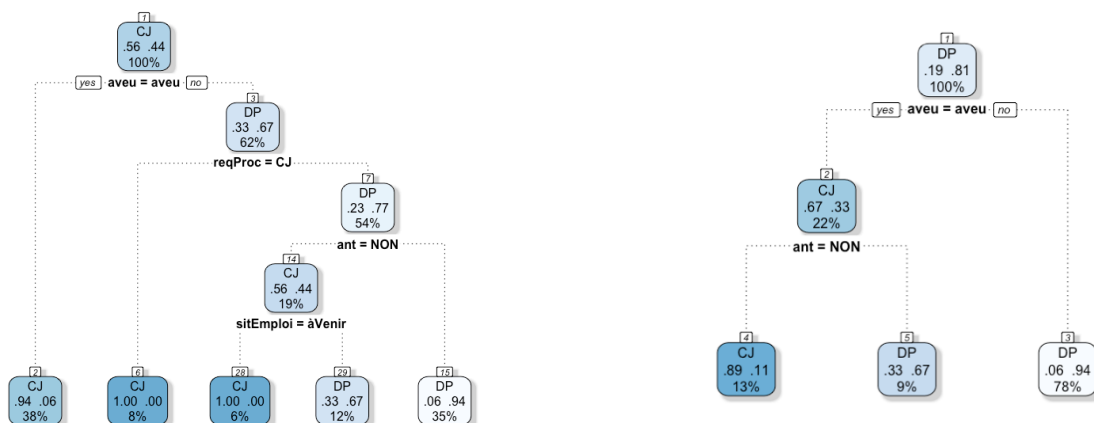 1
CJ
.56 .44
100%
yes aveu = aveu no
3
DP
.33 .67
62%
reqProc = CJ
7
DP
.23 .77
54%
ant = NON
14
CJ
.56 .44
19%
sitEmploi = àVenir
2
CJ
.94 .06
38%
6
CJ
1.00 .00
8%
28
CJ
1.00 .00
6%
29
DP
.33 .67
12%
15
DP
.06 .94
35%
1
DP
.19 .81
100%
yes aveu = aveu no
2
CJ
.67 .33
22%
ant = NON
4
CJ
.89 .11
13%
5
DP
.33 .67
9%
3
DP
.06 .94
78%